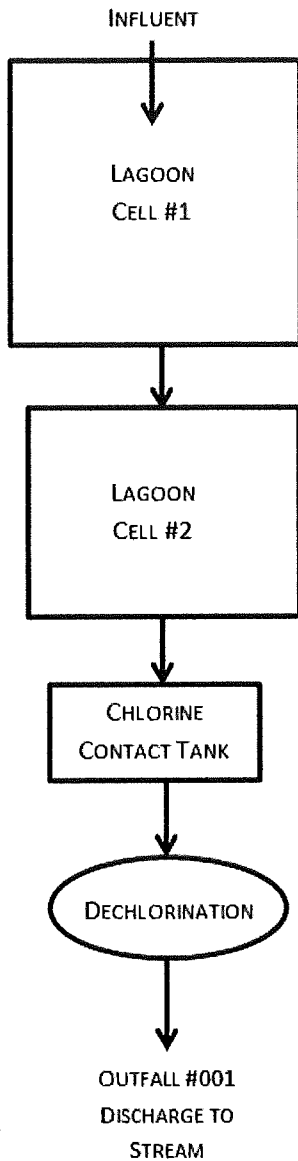 INFLUENT
LAGOON
CELL #1
LAGOON
CELL #2
CHLORINE
CONTACT TANK
DECHLORINATION
OUTFALL #001
DISCHARGE TO
STREAM